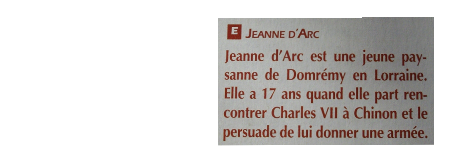 E JEANNE D'ARC
Jeanne d'Arc est une jeune pay-
sanne de Domrémy en Lorraine.
Elle a 17 ans quand elle part ren-
contrer Charles VII à Chinon et le
persuade de lui donner une armée.